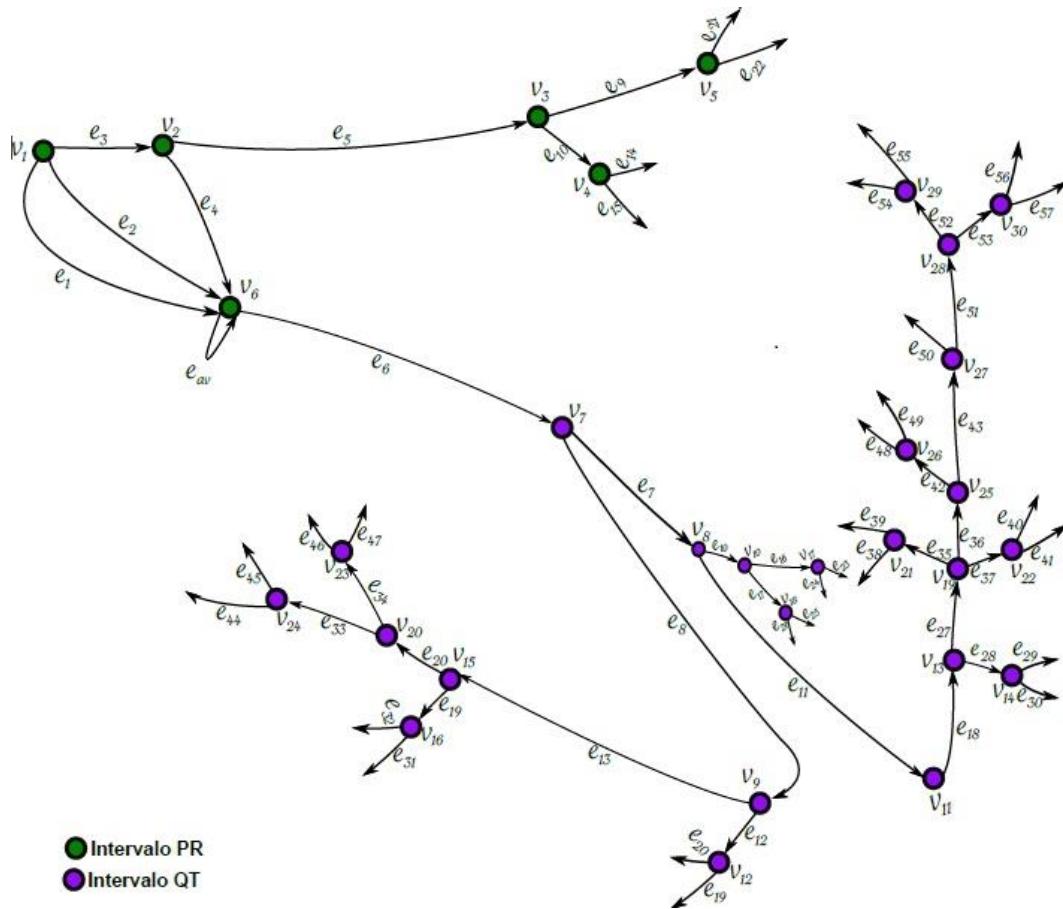 e₂₁
e₂₂
v₅
e₉
v₃
e₁₀
e₁₄
v₄
v₁
e₃
v₂
e₅
e₄
e₂
e₁
v₆
e_av
e₆
v₇
e₇
v₈
e₈
e₁₁
e₅₅
e₅₄
v₂₉
e₅₆
e₅₇
v₃₀
e₅₂
e₅₃
v₂₈
e₅₁
e₅₀
v₂₇
e₄₉
e₄₈
v₂₆
e₄₃
e₄₂
v₂₅
e₃₉
e₃₈
v₂₁
e₃₅
e₃₆
e₄₀
e₄₁
v₂₂
v₁₉
e₃₇
e₂₇
v₁₃
e₂₈
e₂₉
v₁₄
e₃₀
e₁₈
v₁₁
e₄₆
e₄₇
v₂₃
e₄₅
e₄₄
v₂₄
e₃₄
e₃₃
v₂₀
e₂₀
v₁₅
e₁₉
v₁₆
e₃₁
e₁₃
v₉
e₁₂
e₂₀
v₁₂
e₁₉
Intervalo PR
Intervalo QT